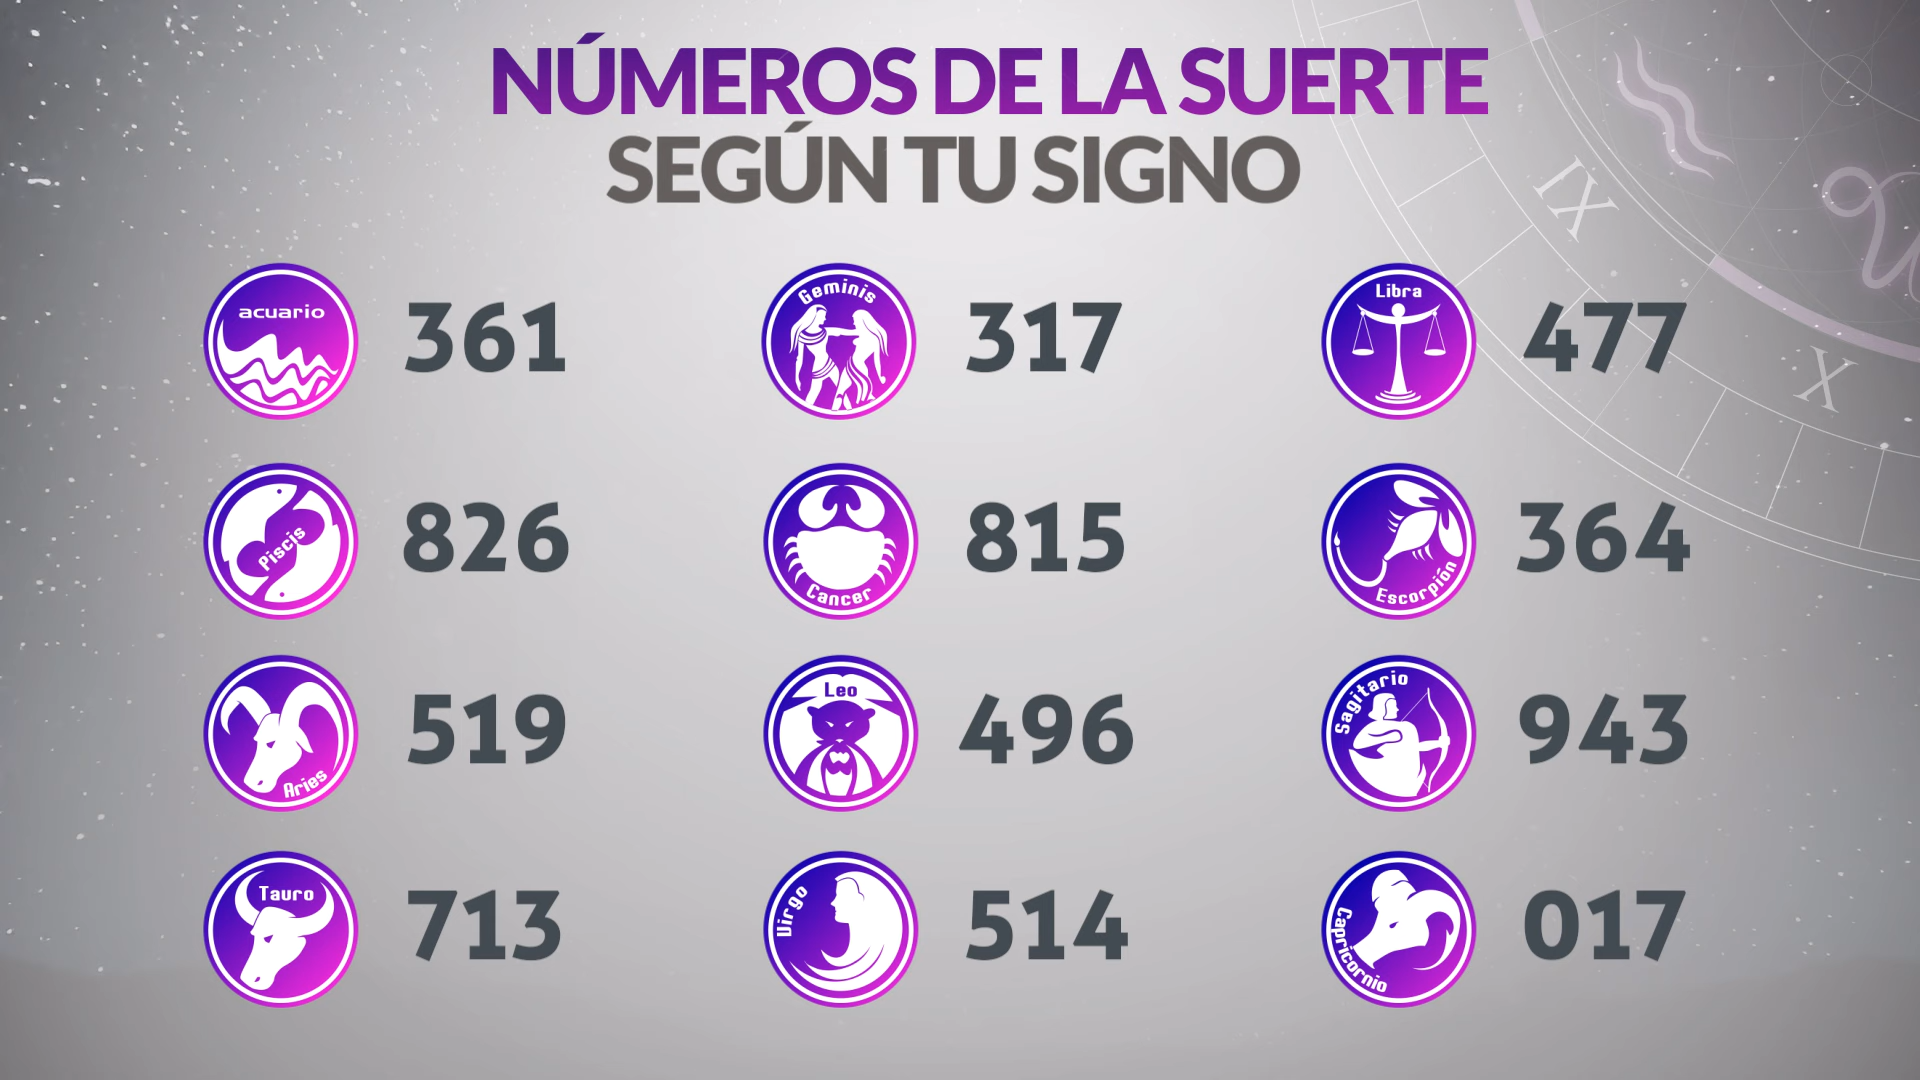 NÚMEROS DE LA SUERTE
SEGÚN TU SIGNO
acuario 361
Geminis 317
Libra 477
Piscis 826
Cancer 815
Escorpión 364
Aries 519
Leo 496
Sagitario 943
Tauro 713
Virgo 514
Capricornio 017
IX
X